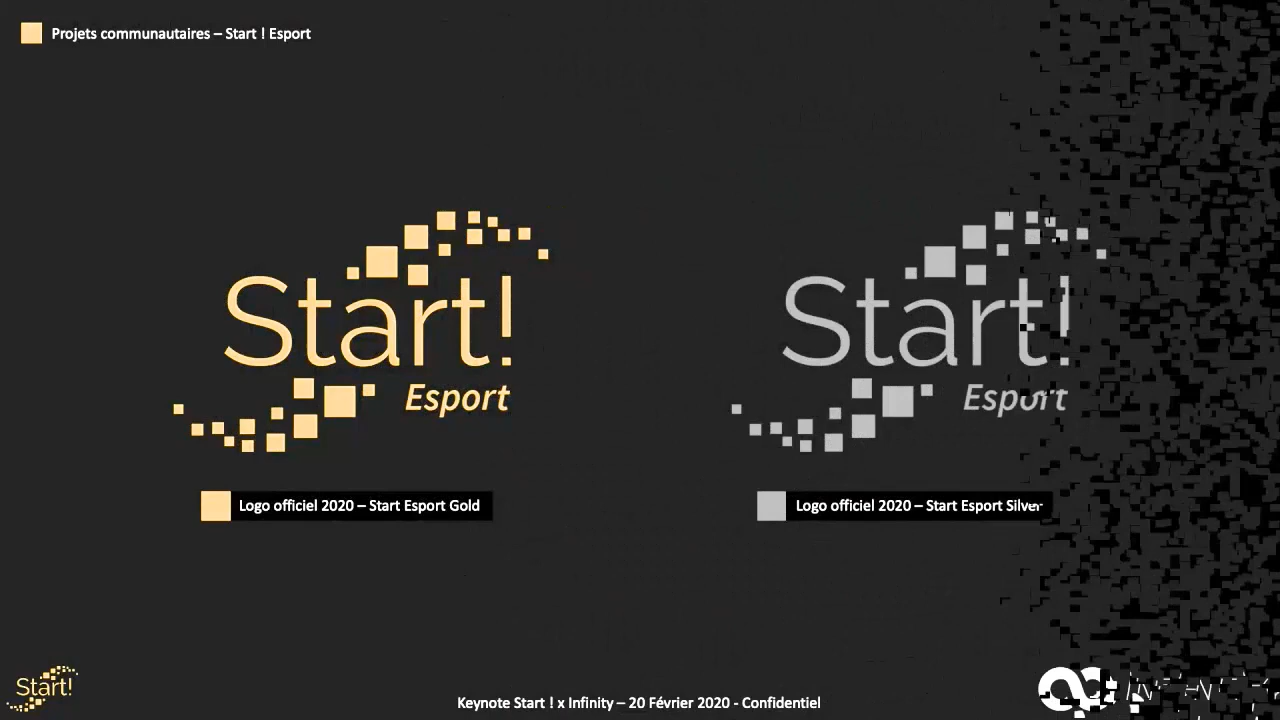 Projets communautaires – Start ! Esport
Start!
Esport
Start!
Esport
Logo officiel 2020 – Start Esport Gold
Logo officiel 2020 – Start Esport Silver
Start!
Keynote Start ! x Infinity – 20 Février 2020 - Confidentiel